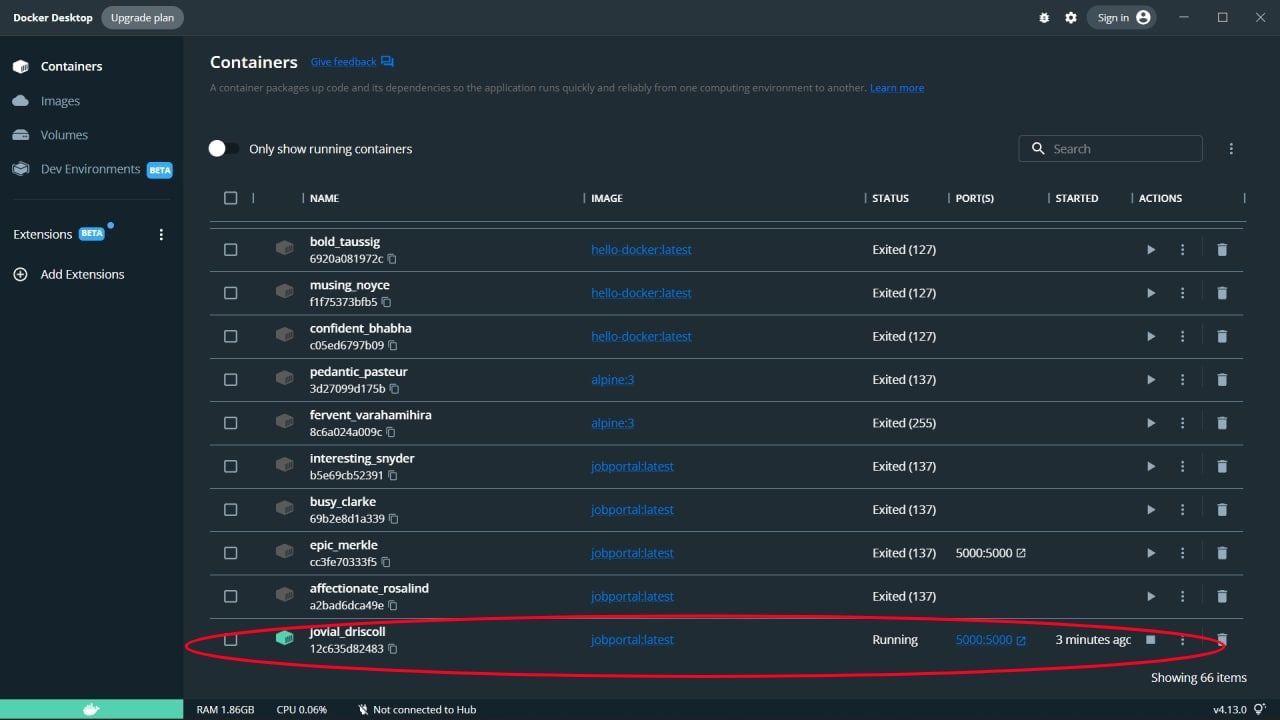 Docker Desktop Upgrade plan Sign in
Containers
Images
Volumes
Dev Environments BETA
Extensions BETA
Add Extensions
Containers Give feedback
A container packages up code and its dependencies so the application runs quickly and reliably from one computing environment to another. Learn more
Only show running containers Search
NAME IMAGE STATUS PORT(S) STARTED ACTIONS
bold_taussig hello-docker:latest Exited (127)
6920a081972c
musing_noyce hello-docker:latest Exited (127)
f1f75373bfb5
confident_bhabha hello-docker:latest Exited (127)
c05ed6797b09
pedantic_pasteur alpine:3 Exited (137)
3d27099d175b
fervent_varahamihira alpine:3 Exited (255)
8c6a024a009c
interesting_snyder jobportal:latest Exited (137)
b5e69cb52391
busy_clarke jobportal:latest Exited (137)
69b2e8d1a339
epic_merkle jobportal:latest Exited (137) 5000:5000
cc3fe70333f5
affectionate_rosalind jobportal:latest Exited (137)
a2bad6dca49e
jovial_driscoll jobportal:latest Running 5000:5000 3 minutes agc
12c635d82483
Showing 66 items
RAM 1.86GB CPU 0.06% Not connected to Hub v4.13.0